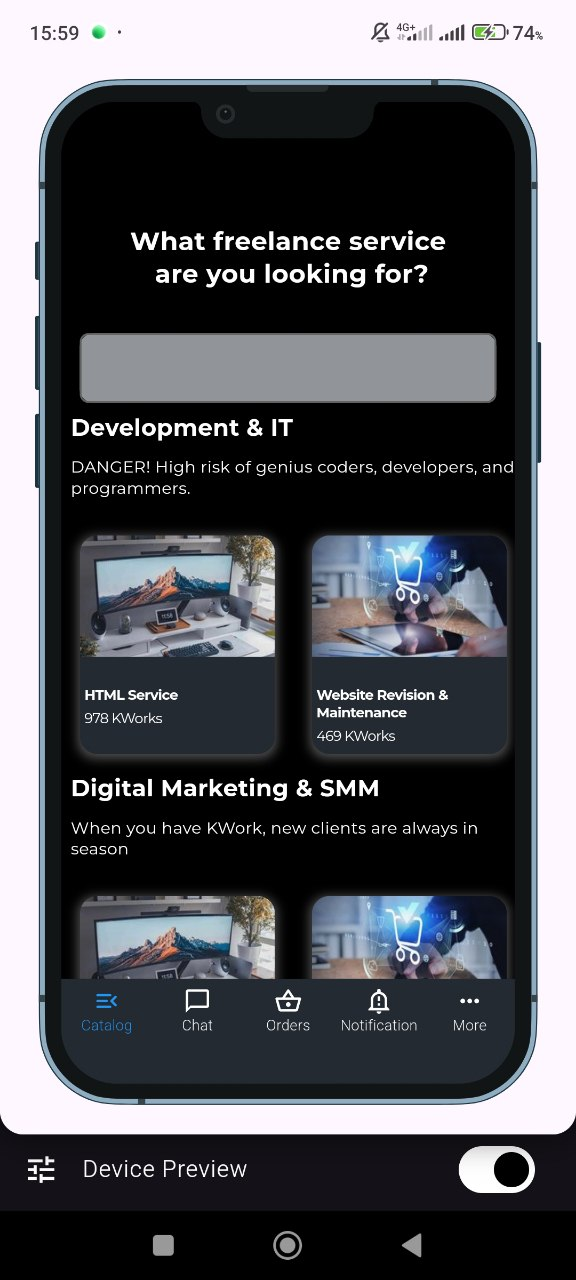 15:59
4G+
74%
What freelance service
are you looking for?
Development & IT
DANGER! High risk of genius coders, developers, and
programmers.
HTML Service
978 KWorks
Website Revision &
Maintenance
469 KWorks
Digital Marketing & SMM
When you have KWork, new clients are always in
season
Catalog
Chat
Orders
Notification
More
Device Preview